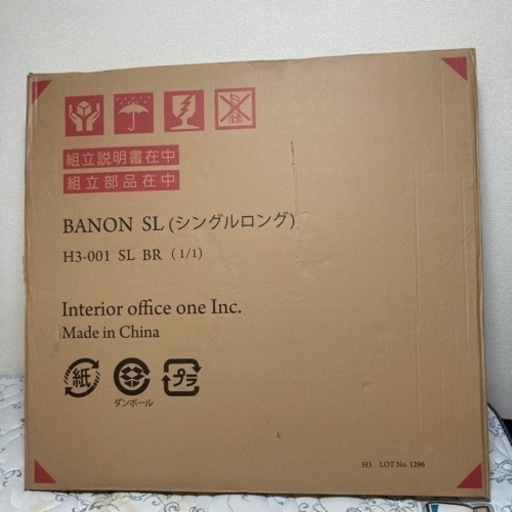 組立説明書在中
組立部品在中
BANON SL (シングルロング)
H3-001 SL BR (1/1)
Interior office one Inc.
Made in China
紙 ダンボール プラ
H3 LOT No. 1296